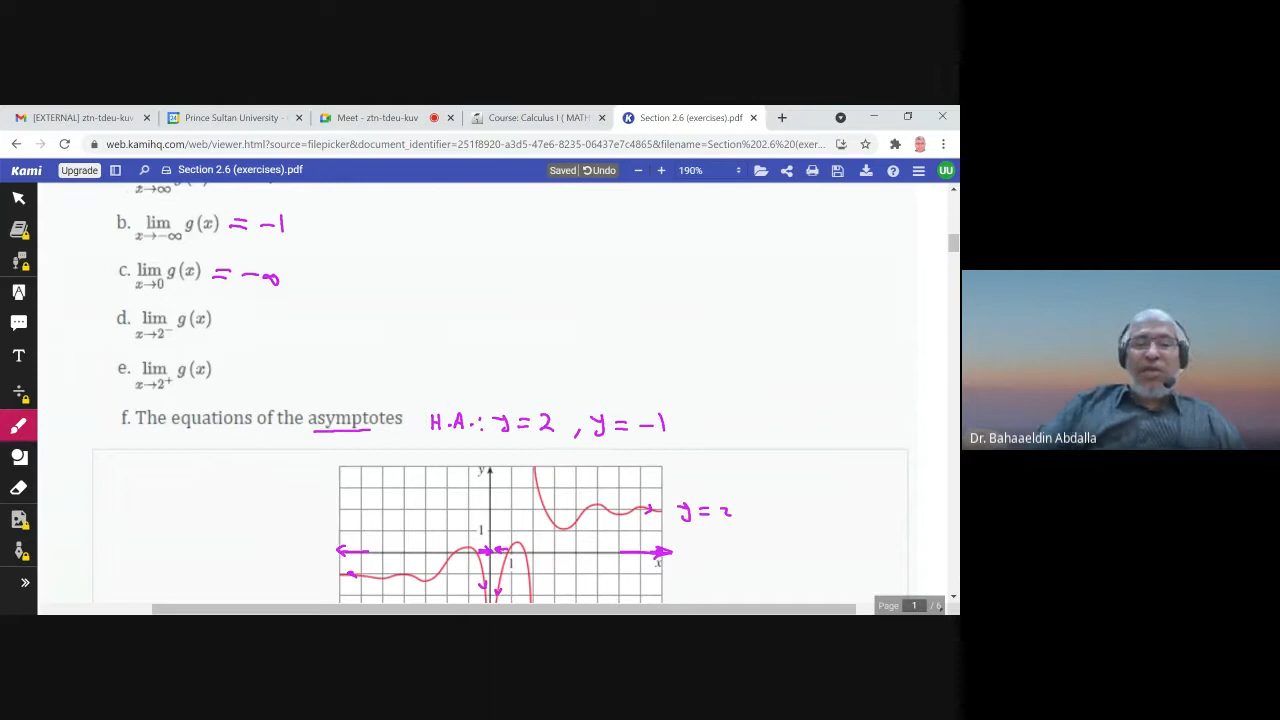 [EXTERNAL] ztn-tdeu-kuv
Prince Sultan University -
Meet - ztn-tdeu-kuv
Course: Calculus I ( MATH
Section 2.6 (exercises).pdf
web.kamihq.com/web/viewer.html?source=filepicker&document_identifier=251f8920-a3d5-47e6-8235-06437e7c4865&filename=Section%202.6%20(exer...
Kami
Upgrade
Section 2.6 (exercises).pdf
Saved Undo
190%
UU
x→∞
b. lim x→−∞ g(x) = −1
c. lim x→0 g(x) = −∞
d. lim x→2⁻ g(x)
e. lim x→2⁺ g(x)
f. The equations of the asymptotes H.A.: y = 2 , y = −1
y
y = 2
1
1
x
Page 1 / 6
Dr. Bahaaeldin Abdalla